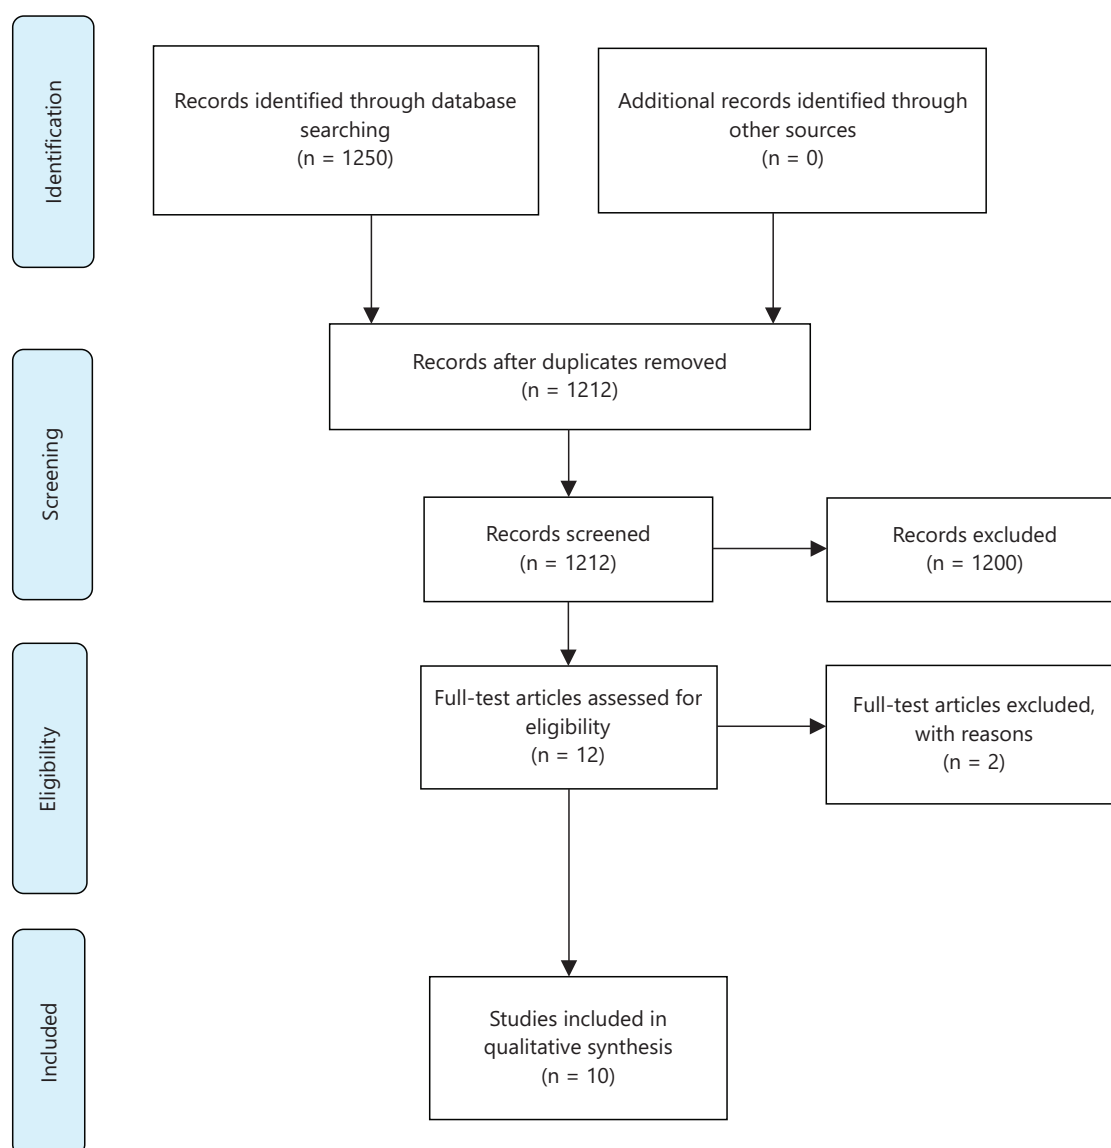 Identification
Records identified through database
searching
(n = 1250)
Additional records identified through
other sources
(n = 0)
Screening
Records after duplicates removed
(n = 1212)
Records screened
(n = 1212)
Records excluded
(n = 1200)
Eligibility
Full-test articles assessed for
eligibility
(n = 12)
Full-test articles excluded,
with reasons
(n = 2)
Included
Studies included in
qualitative synthesis
(n = 10)